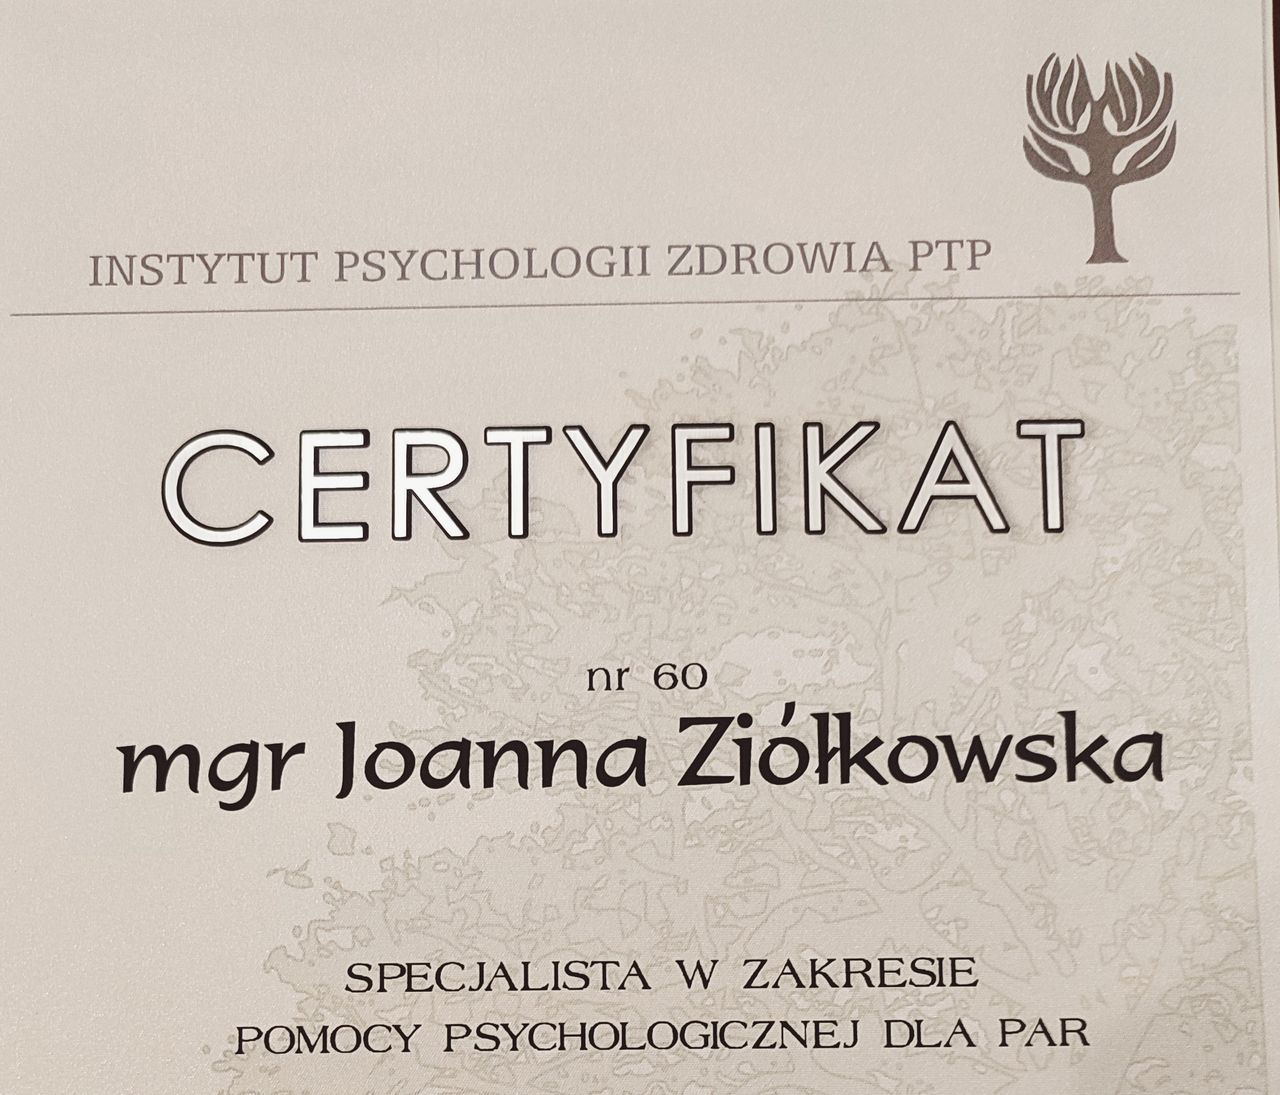 INSTYTUT PSYCHOLOGII ZDROWIA PTP
CERTYFIKAT
nr 60
mgr Joanna Ziółkowska
SPECJALISTA W ZAKRESIE
POMOCY PSYCHOLOGICZNEJ DLA PAR